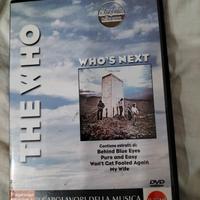 THE WHO
WHO'S NEXT
Contiene estratti di:
Behind Blue Eyes
Pure and Easy
Won't Get Fooled Again
My Wife
DVD
CAPOLAVORI DELLA MUSICA